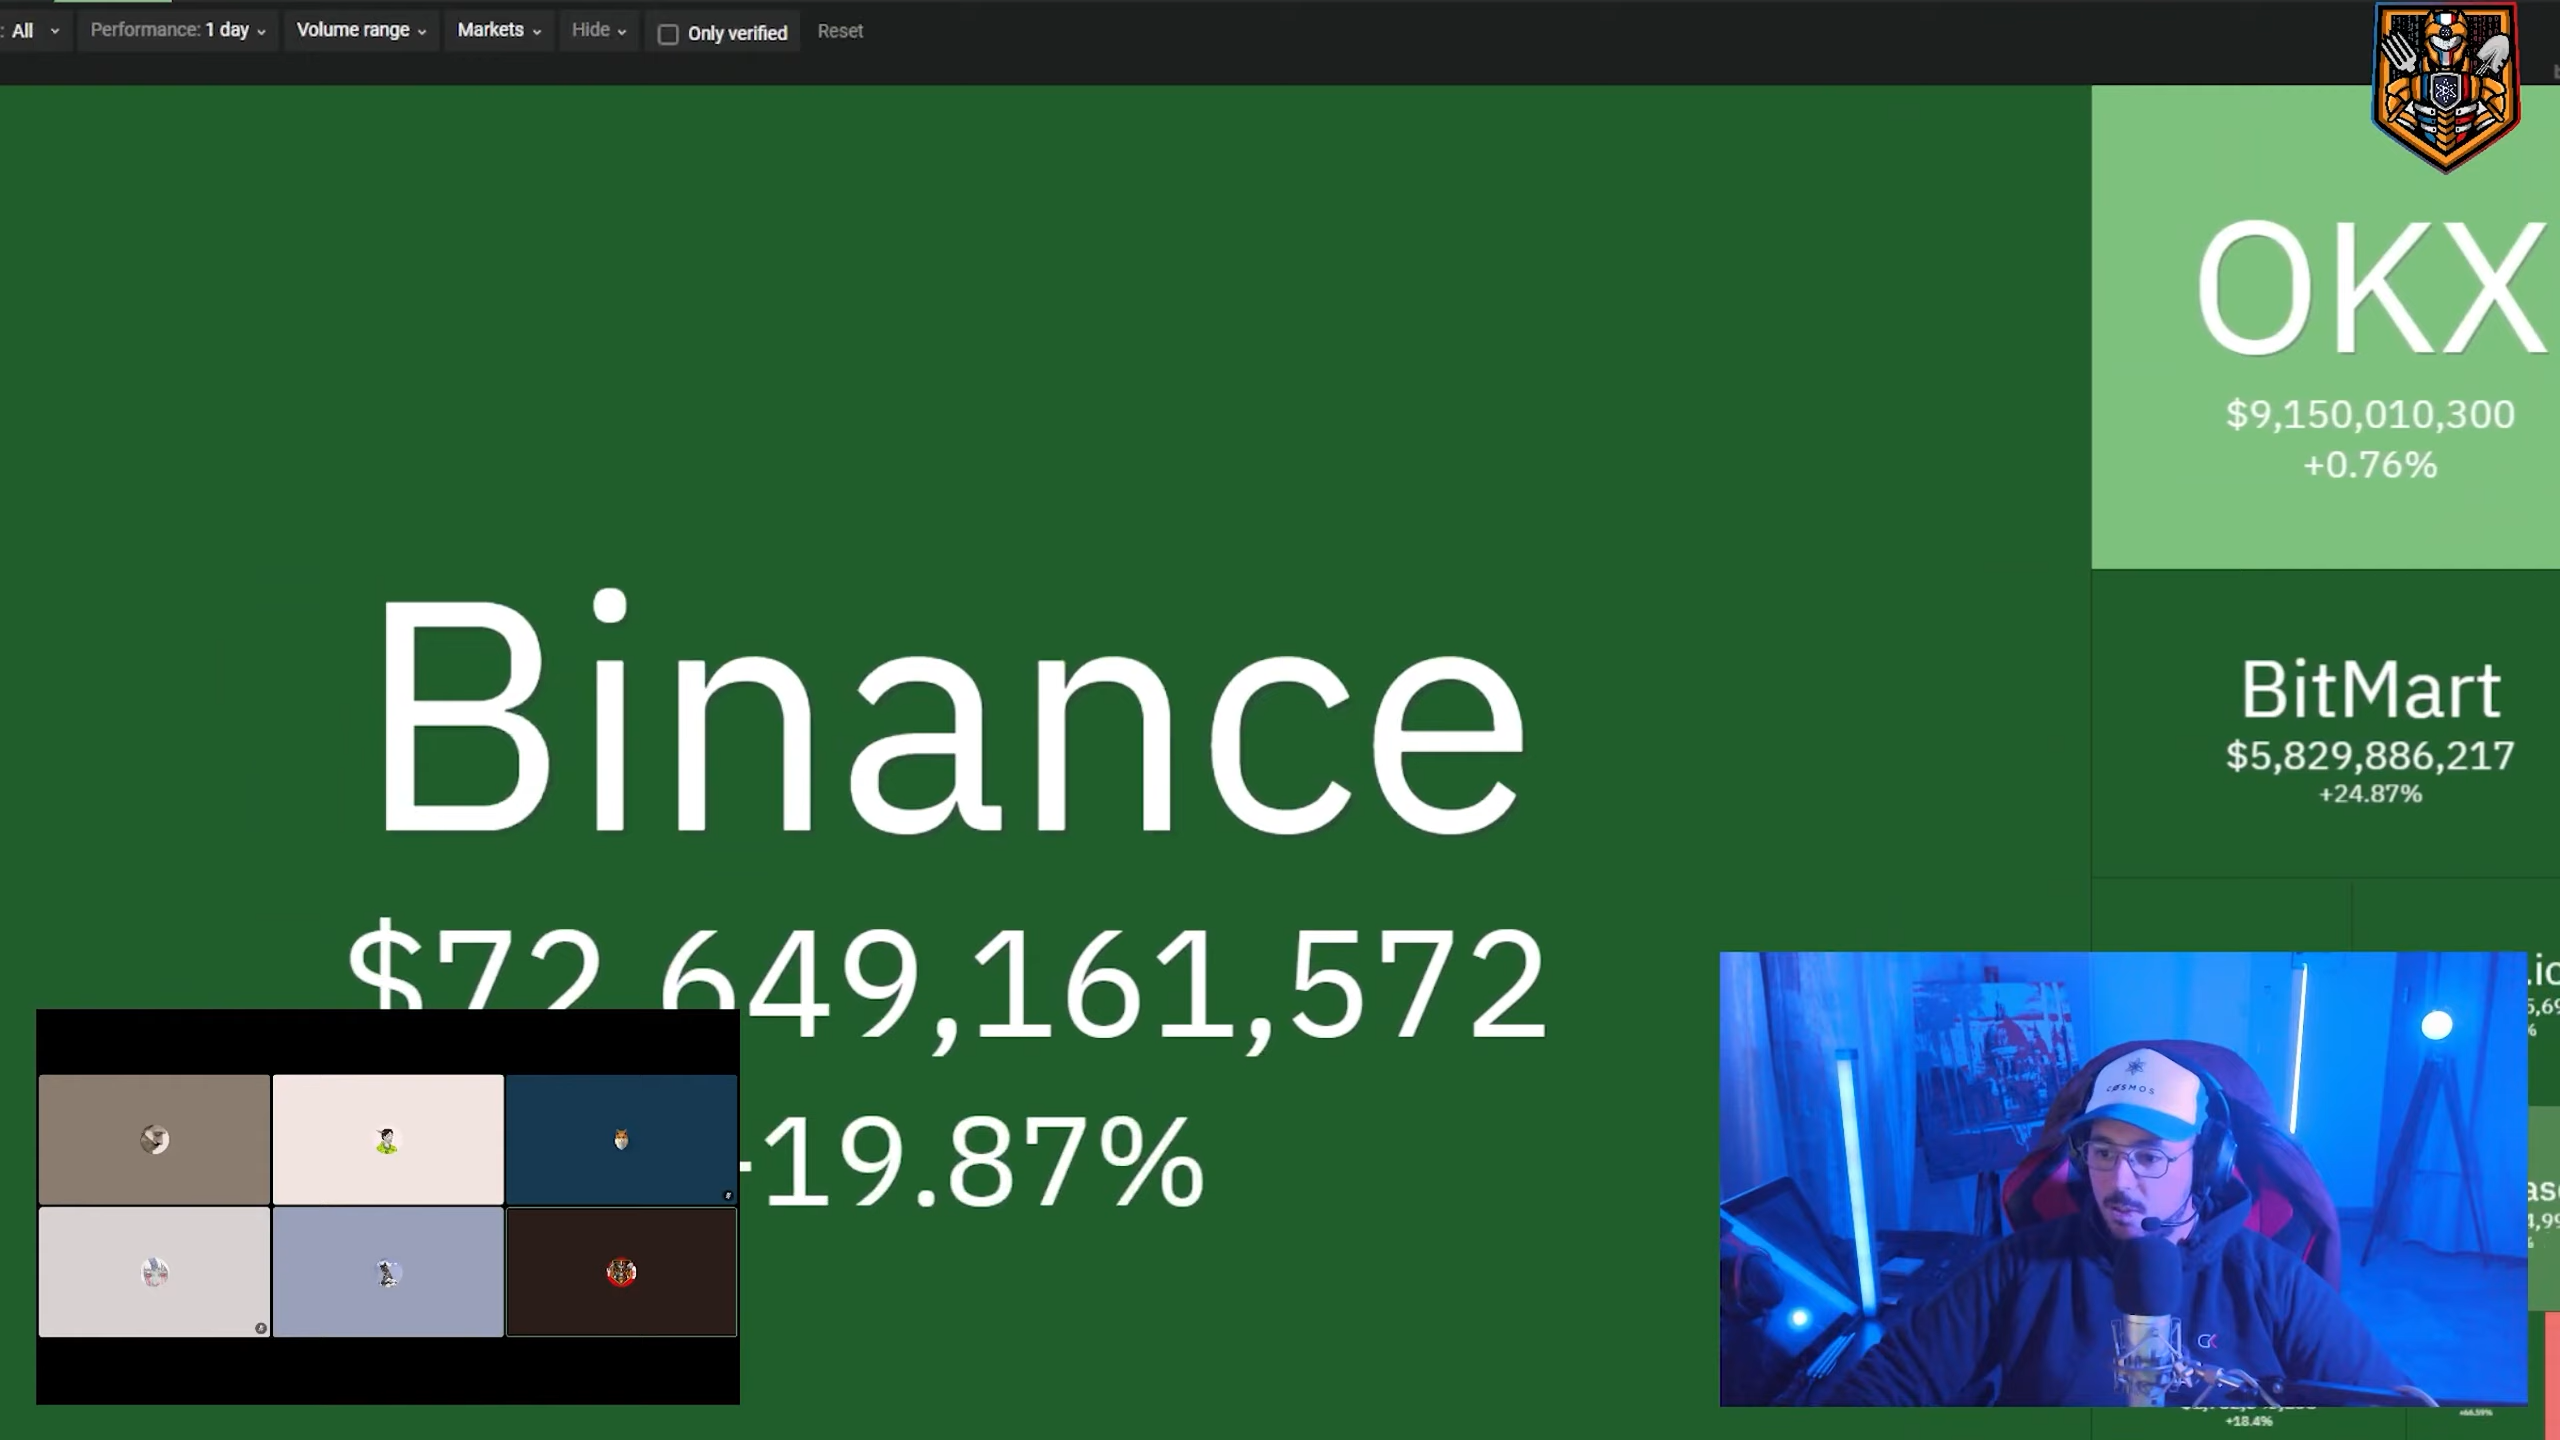 : All
Performance: 1 day
Volume range
Markets
Hide
Only verified
Reset
OKX
$9,150,010,300
+0.76%
Binance
$72,649,161,572
19.87%
BitMart
$5,829,886,217
+24.87%
COSMOS
+18.4%